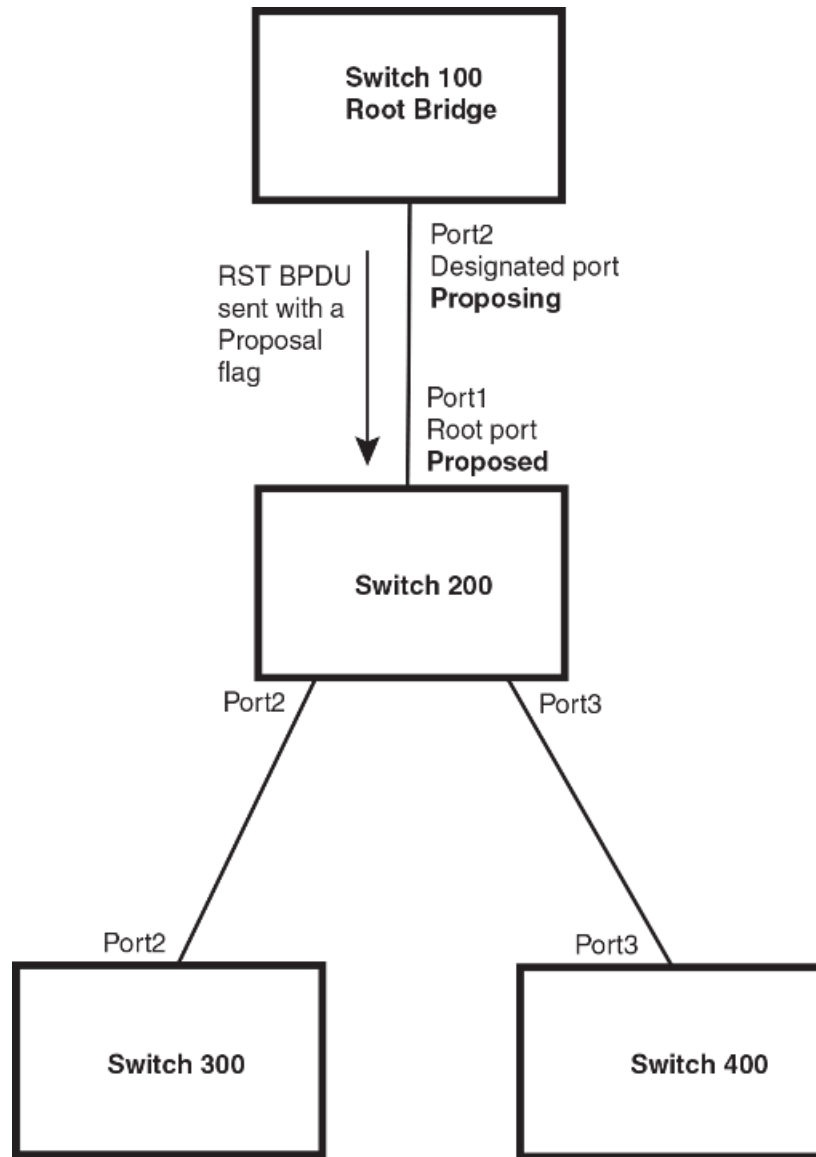 Switch 100
Root Bridge
Port2
Designated port
Proposing
RST BPDU
sent with a
Proposal
flag
Port1
Root port
Proposed
Switch 200
Port2
Port3
Port2
Port3
Switch 300
Switch 400